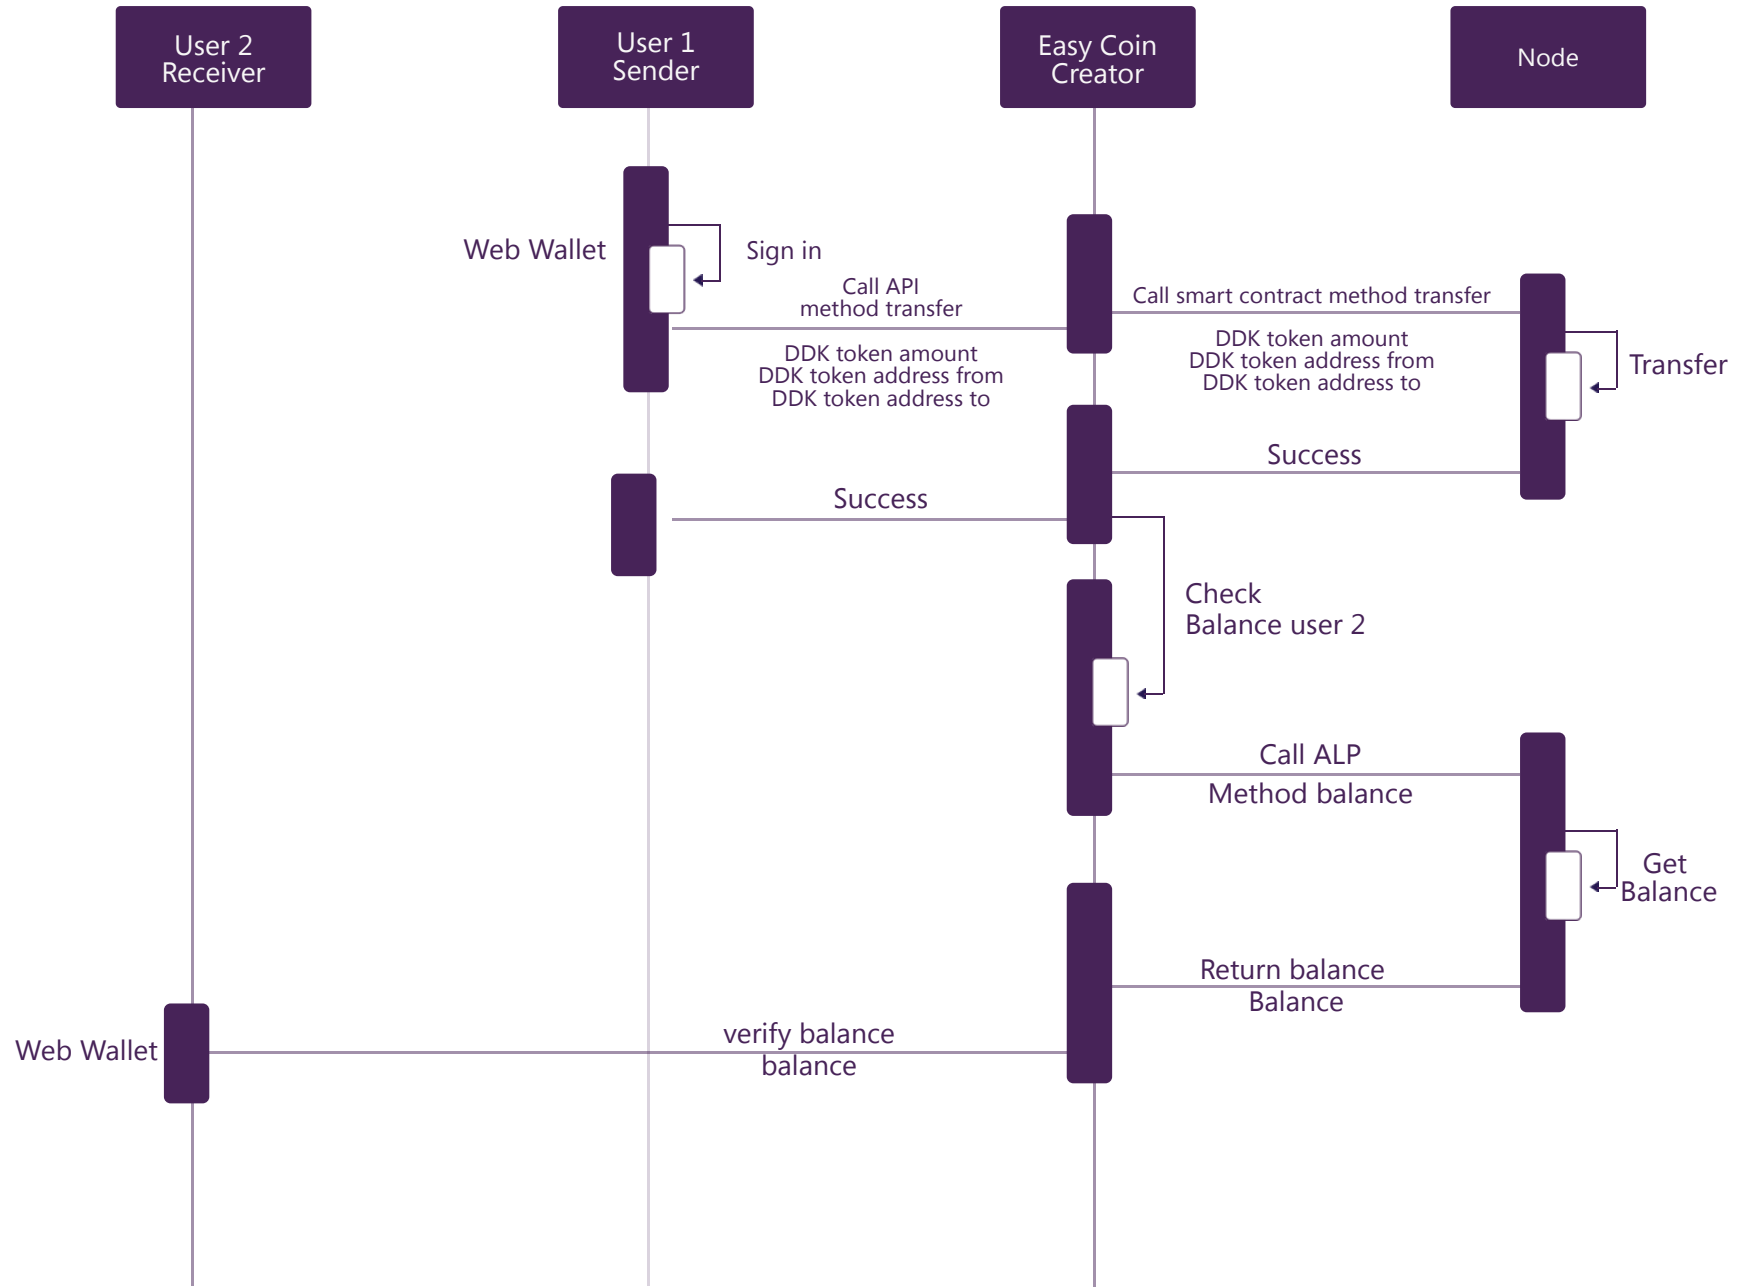 User 2
Receiver
User 1
Sender
Easy Coin
Creator
Node
Web Wallet
Sign in
Call API
method transfer
DDK token amount
DDK token address from
DDK token address to
Call smart contract method transfer
DDK token amount
DDK token address from
DDK token address to
Transfer
Success
Success
Check
Balance user 2
Call ALP
Method balance
Get
Balance
Return balance
Balance
verify balance
balance
Web Wallet